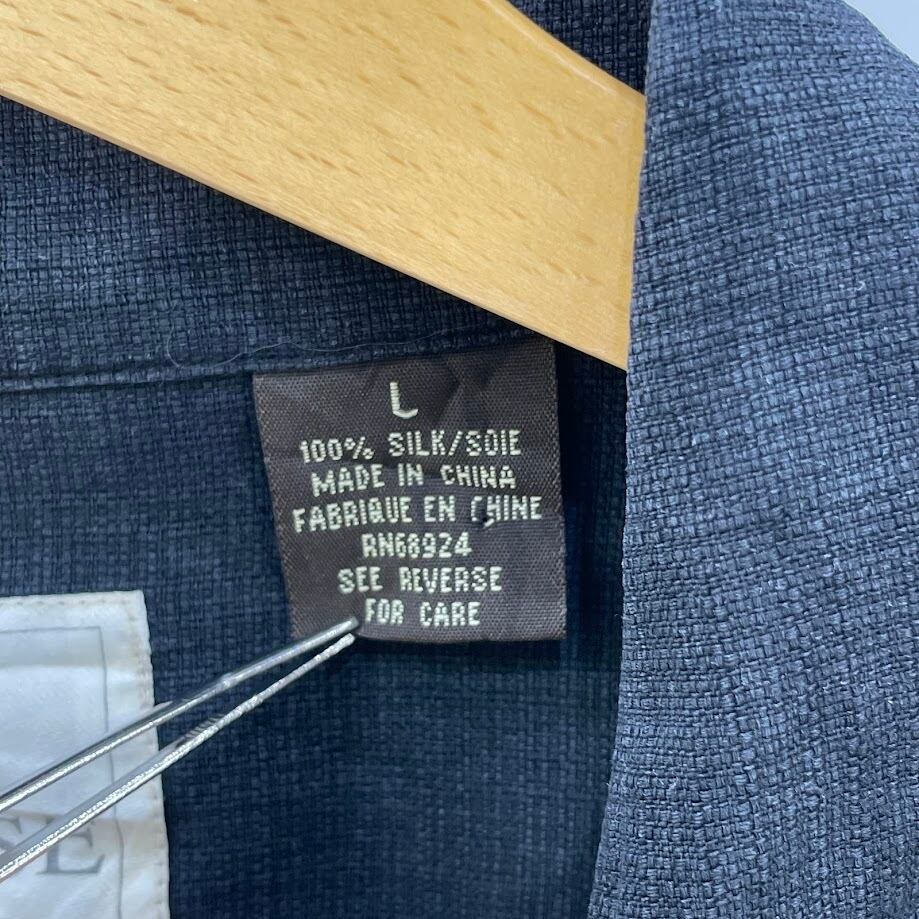 L
100% SILK/SOIE
MADE IN CHINA
FABRIQUE EN CHINE
RN68924
SEE REVERSE
FOR CARE